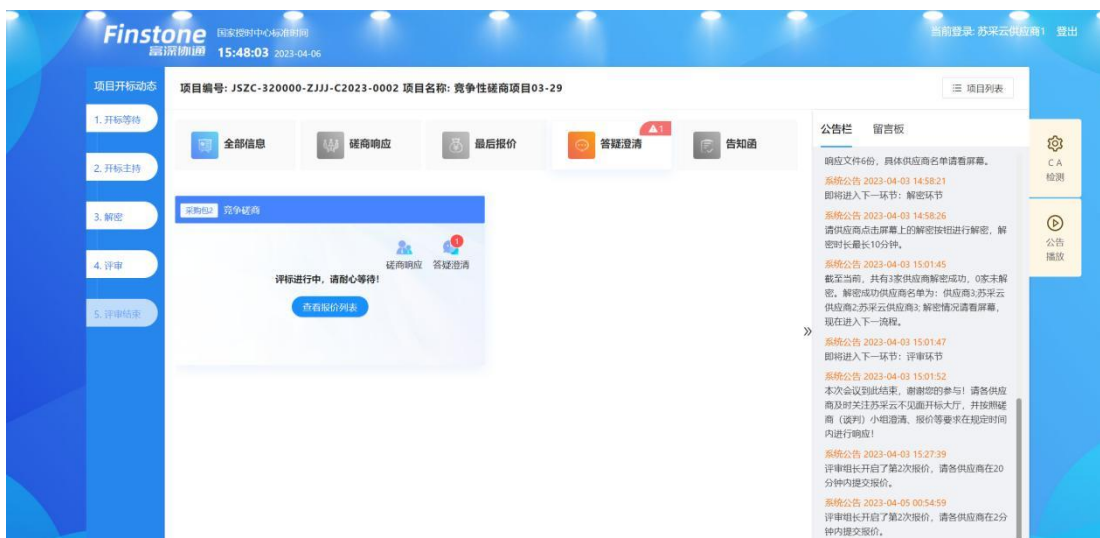 Finstone
富深协通
国家授时中心标准时间
15:48:03 2023-04-06
当前登录: 苏采云供应商1 登出
项目开标动态
1. 开标等待
2. 开标主持
3. 解密
4. 评审
5. 评审结束
项目编号: JSZC-320000-ZJJJ-C2023-0002 项目名称: 竞争性磋商项目03-29
项目列表
全部信息
磋商响应
最后报价
1
答疑澄清
告知函
采购包2 竞争磋商
1
磋商响应 答疑澄清
评标进行中，请耐心等待!
查看报价列表
»
公告栏 留言板
响应文件6份，具体供应商名单请看屏幕。
系统公告 2023-04-03 14:58:21
即将进入下一环节：解密环节
系统公告 2023-04-03 14:58:26
请供应商点击屏幕上的解密按钮进行解密，解
密时长最长10分钟。
系统公告 2023-04-03 15:01:45
截至当前，共有3家供应商解密成功，0家未解
密。解密成功供应商名单为：供应商3;苏采云
供应商2;苏采云供应商3; 解密情况请看屏幕，
现在进入下一流程。
系统公告 2023-04-03 15:01:47
即将进入下一环节：评审环节
系统公告 2023-04-03 15:01:52
本次会议到此结束，谢谢您的参与！请各供应
商及时关注苏采云不见面开标大厅，并按照磋
商（谈判）小组澄清、报价等要求在规定时间
内进行响应！
系统公告 2023-04-03 15:27:39
评审组长开启了第2次报价，请各供应商在20
分钟内提交报价。
系统公告 2023-04-05 00:54:59
评审组长开启了第2次报价，请各供应商在2分
钟内提交报价。
CA
检测
公告
播放